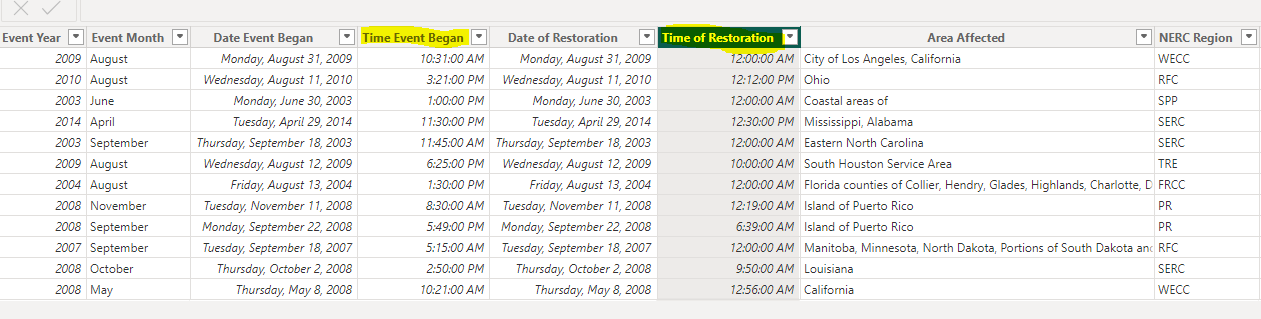 Event Year Event Month Date Event Began Time Event Began Date of Restoration Time of Restoration Area Affected NERC Region
2009 August Monday, August 31, 2009 10:31:00 AM Monday, August 31, 2009 12:00:00 AM City of Los Angeles, California WECC
2010 August Wednesday, August 11, 2010 3:21:00 PM Wednesday, August 11, 2010 12:12:00 PM Ohio RFC
2003 June Monday, June 30, 2003 1:00:00 PM Monday, June 30, 2003 12:00:00 AM Coastal areas of SPP
2014 April Tuesday, April 29, 2014 11:30:00 PM Tuesday, April 29, 2014 12:30:00 PM Mississippi, Alabama SERC
2003 September Thursday, September 18, 2003 11:45:00 AM Thursday, September 18, 2003 12:00:00 AM Eastern North Carolina SERC
2009 August Wednesday, August 12, 2009 6:25:00 PM Wednesday, August 12, 2009 10:00:00 AM South Houston Service Area TRE
2004 August Friday, August 13, 2004 1:30:00 PM Friday, August 13, 2004 12:00:00 AM Florida counties of Collier, Hendry, Glades, Highlands, Charlotte, D FRCC
2008 November Tuesday, November 11, 2008 8:30:00 AM Tuesday, November 11, 2008 12:19:00 AM Island of Puerto Rico PR
2008 September Monday, September 22, 2008 5:49:00 PM Monday, September 22, 2008 6:39:00 AM Island of Puerto Rico PR
2007 September Tuesday, September 18, 2007 5:15:00 AM Tuesday, September 18, 2007 12:00:00 AM Manitoba, Minnesota, North Dakota, Portions of South Dakota and RFC
2008 October Thursday, October 2, 2008 2:50:00 PM Thursday, October 2, 2008 9:50:00 AM Louisiana SERC
2008 May Thursday, May 8, 2008 10:21:00 AM Thursday, May 8, 2008 12:56:00 AM California WECC